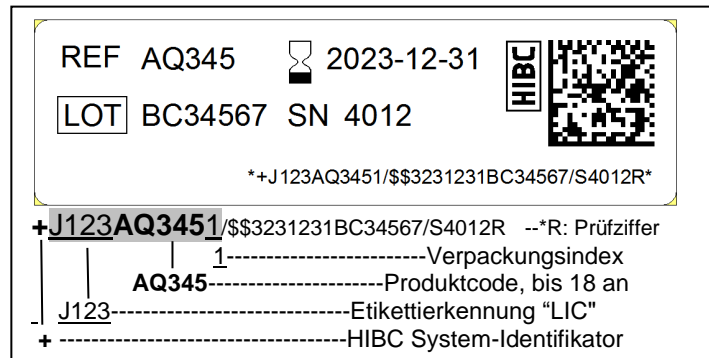 REF AQ345 2023-12-31
HIBC
LOT BC34567 SN 4012
*+J123AQ3451/$$3231231BC34567/S4012R*
+J123AQ3451/$$3231231BC34567/S4012R --*R: Prüfziffer
1------------------------Verpackungsindex
AQ345---------------------Produktcode, bis 18 an
J123-----------------------------Etikettierkennung “LIC"
+ ----------------------------------HIBC System-Identifikator